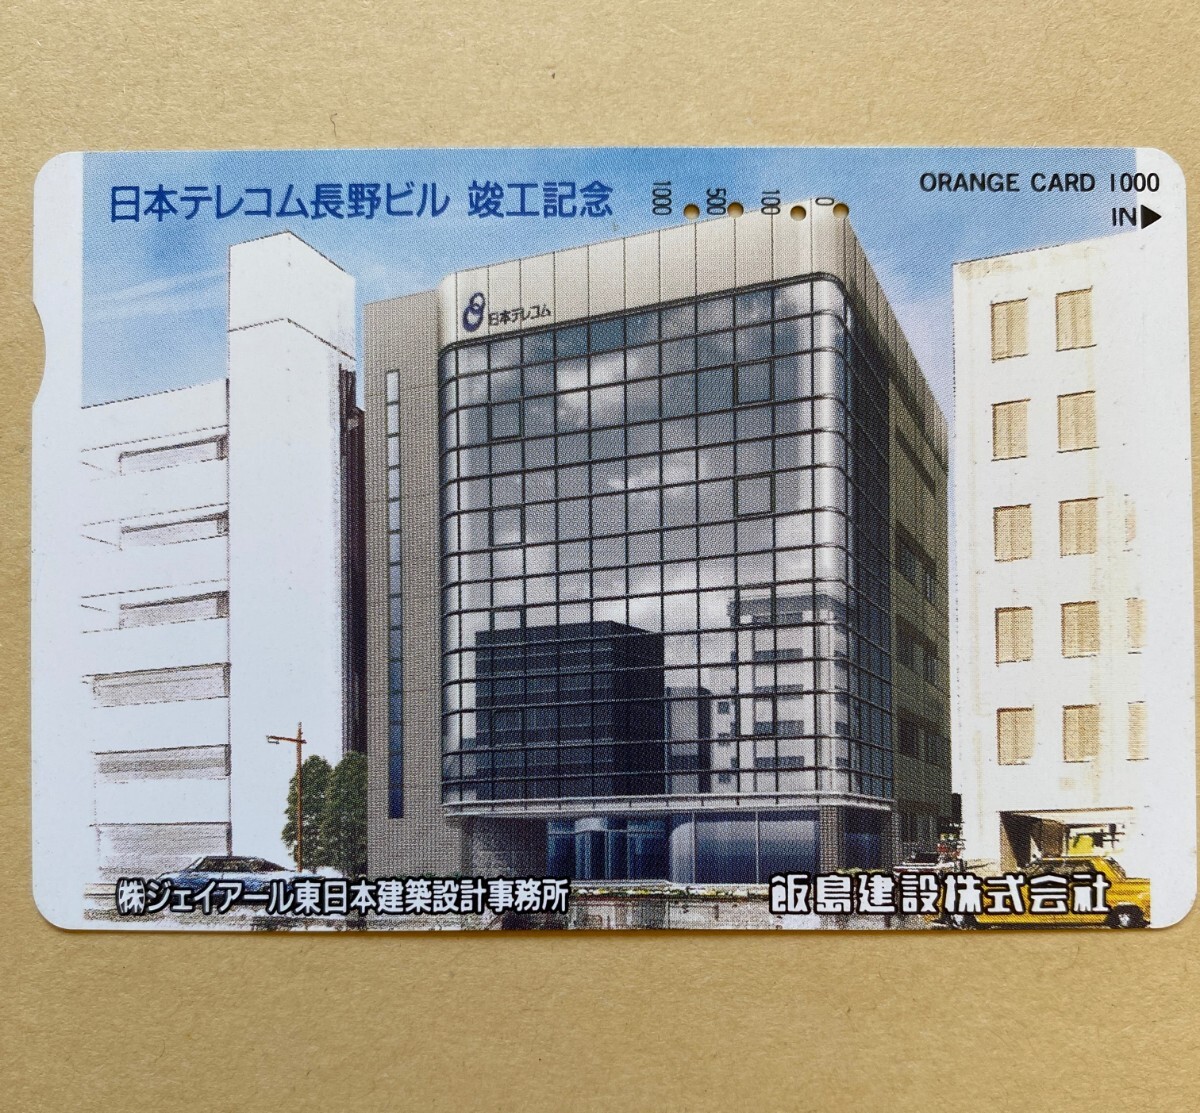 日本テレコム長野ビル 竣工記念
1000 500 100 0
ORANGE CARD 1000
IN▶
日本テレコム
㈱ジェイアール東日本建築設計事務所
飯島建設株式会社